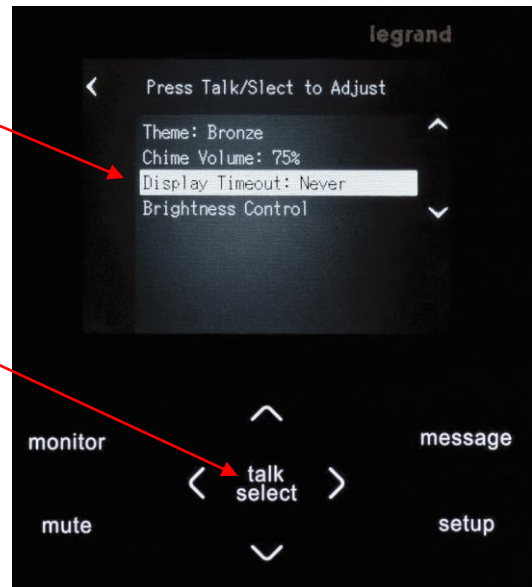 legrand
Press Talk/Slect to Adjust
Theme: Bronze
Chime Volume: 75%
Display Timeout: Never
Brightness Control
monitor
message
talk
select
mute
setup